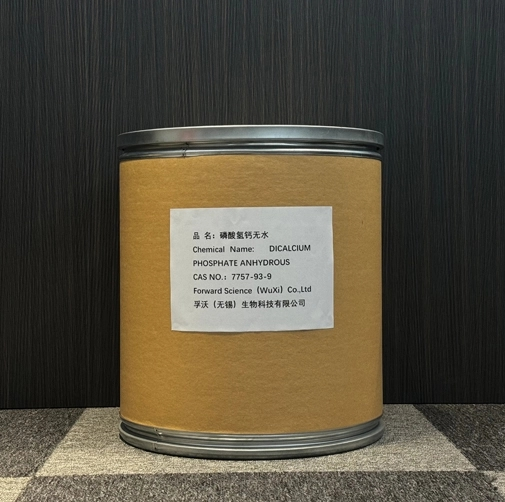 品 名：磷酸氢钙无水
Chemical Name: DICALCIUM
PHOSPHATE ANHYDROUS
CAS NO.：7757-93-9
Forward Science（WuXi）Co.,Ltd
孚沃（无锡）生物科技有限公司